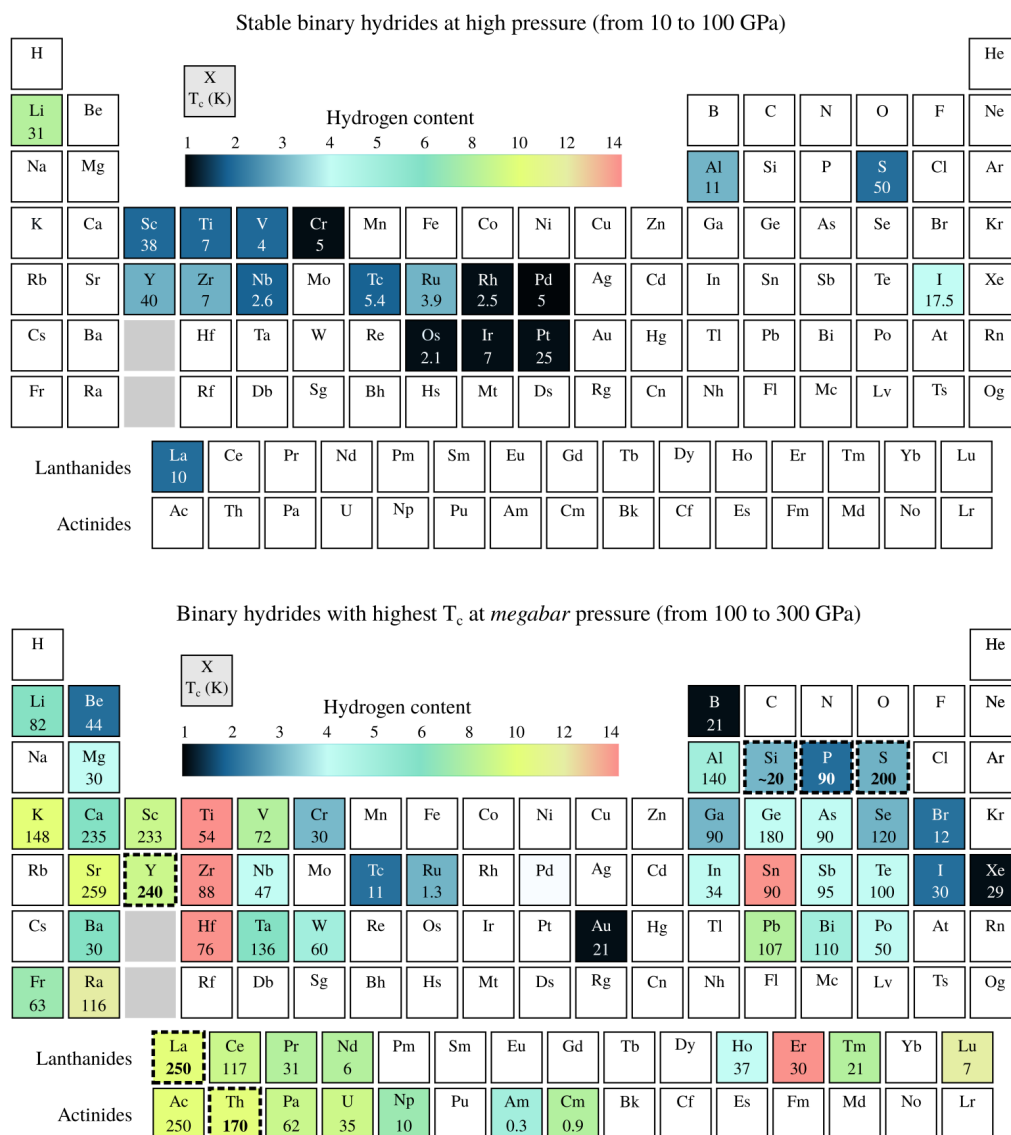 Stable binary hydrides at high pressure (from 10 to 100 GPa)
H He
X
T_c (K)
Hydrogen content
1 2 3 4 6 8 10 12 14
Li Be B C N O F Ne
31
Na Mg Al Si P S Cl Ar
11 50
K Ca Sc Ti V Cr Mn Fe Co Ni Cu Zn Ga Ge As Se Br Kr
38 7 4 5
Rb Sr Y Zr Nb Mo Tc Ru Rh Pd Ag Cd In Sn Sb Te I Xe
40 7 2.6 5.4 3.9 2.5 5 17.5
Cs Ba Hf Ta W Re Os Ir Pt Au Hg Tl Pb Bi Po At Rn
2.1 7 25
Fr Ra Rf Db Sg Bh Hs Mt Ds Rg Cn Nh Fl Mc Lv Ts Og
Lanthanides La Ce Pr Nd Pm Sm Eu Gd Tb Dy Ho Er Tm Yb Lu
10
Actinides Ac Th Pa U Np Pu Am Cm Bk Cf Es Fm Md No Lr
Binary hydrides with highest T_c at megabar pressure (from 100 to 300 GPa)
H He
X
T_c (K)
Hydrogen content
1 2 3 4 6 8 10 12 14
Li Be B C N O F Ne
82 44 21
Na Mg Al Si P S Cl Ar
30 140 ~20 90 200
K Ca Sc Ti V Cr Mn Fe Co Ni Cu Zn Ga Ge As Se Br Kr
148 235 233 54 72 30 90 180 90 120 12
Rb Sr Y Zr Nb Mo Tc Ru Rh Pd Ag Cd In Sn Sb Te I Xe
259 240 88 47 11 1.3 34 90 95 100 30 29
Cs Ba Hf Ta W Re Os Ir Pt Au Hg Tl Pb Bi Po At Rn
30 76 136 60 21 107 110 50
Fr Ra Rf Db Sg Bh Hs Mt Ds Rg Cn Nh Fl Mc Lv Ts Og
63 116
Lanthanides La Ce Pr Nd Pm Sm Eu Gd Tb Dy Ho Er Tm Yb Lu
250 117 31 6 37 30 21 7
Actinides Ac Th Pa U Np Pu Am Cm Bk Cf Es Fm Md No Lr
250 170 62 35 10 0.3 0.9